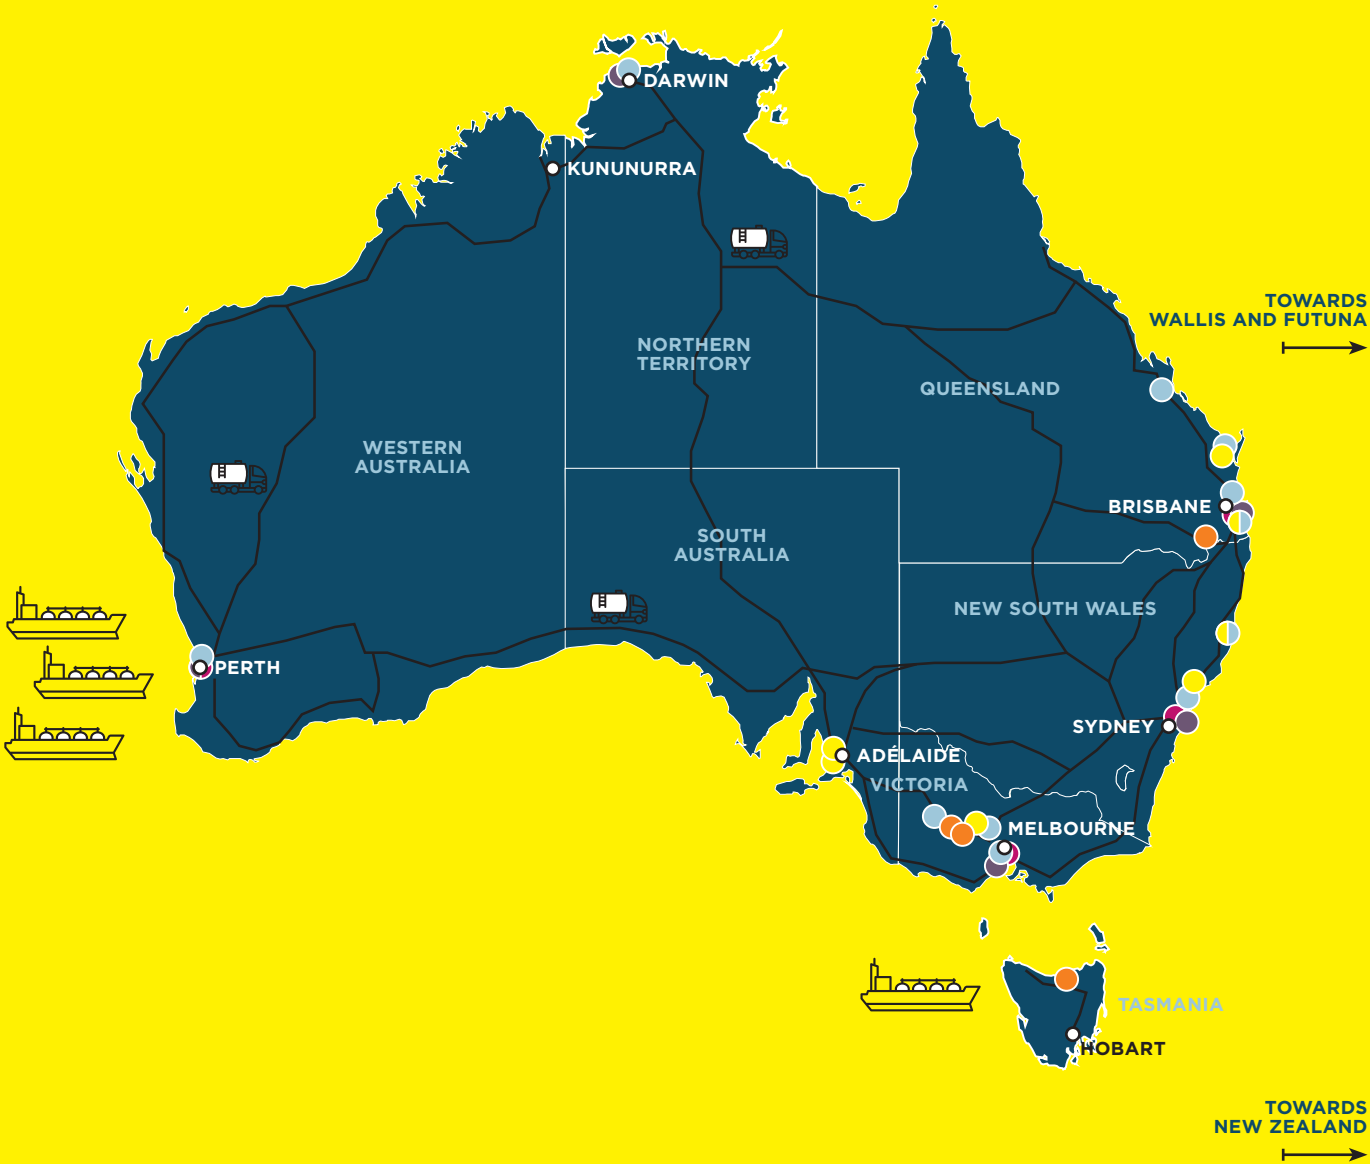 DARWIN
KUNUNURRA
TOWARDS
WALLIS AND FUTUNA
NORTHERN
TERRITORY
QUEENSLAND
WESTERN
AUSTRALIA
BRISBANE
SOUTH
AUSTRALIA
NEW SOUTH WALES
PERTH
SYDNEY
ADÉLAIDE
VICTORIA
MELBOURNE
TASMANIA
HOBART
TOWARDS
NEW ZEALAND